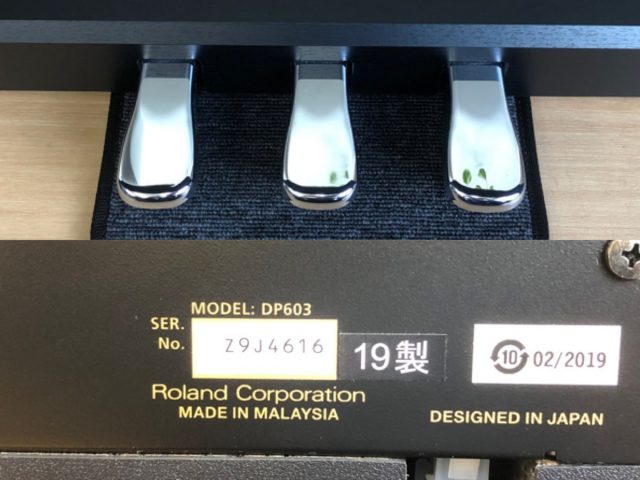 MODEL: DP603
SER.
No. Z9J4616
19製
10 02/2019
Roland Corporation
MADE IN MALAYSIA
DESIGNED IN JAPAN